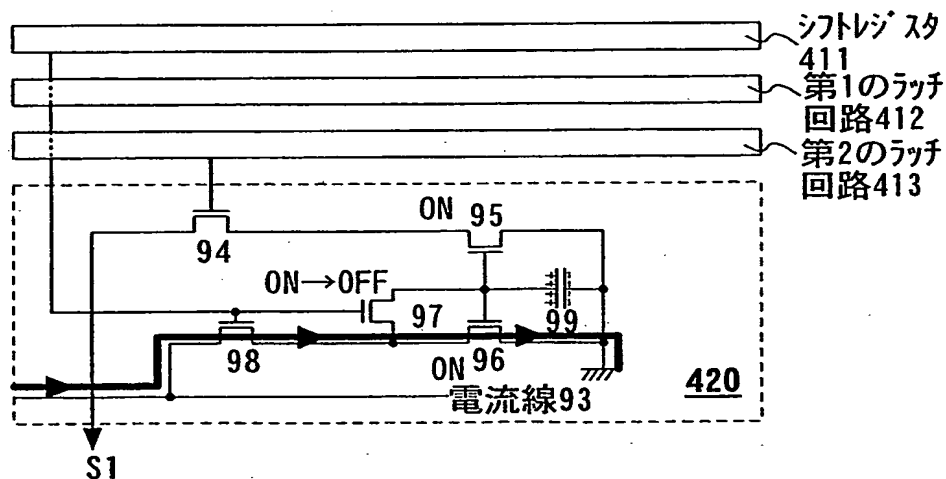 シフトレジスタ
411
第1のラッチ
回路412
第2のラッチ
回路413
ON 95
94
ON→OFF
97
99
98
96
ON
電流線93
420
S1